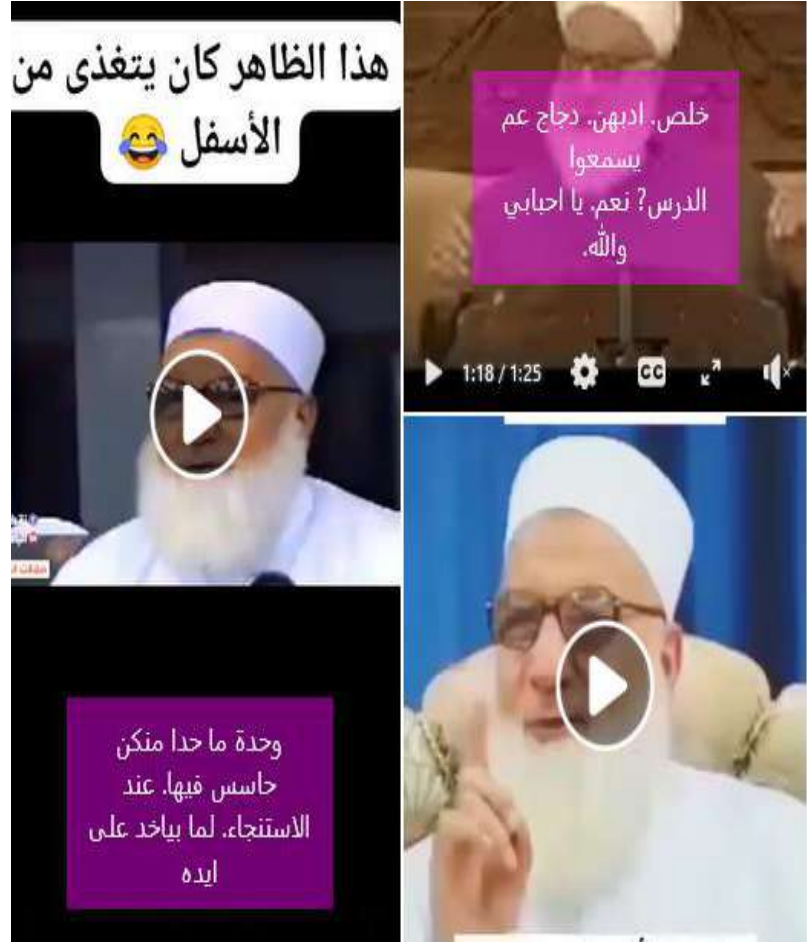 هذا الظاهر كان يتغذى من
الأسفل 😂
وحدة ما حدا منكن
حاسس فيها. عند
الاستنجاء. لما بياخد على
ايده
خلص. ادبهن. دجاج عم
يسمعوا
الدرس? نعم. يا احبابي
والله.
1:18 / 1:25
CC